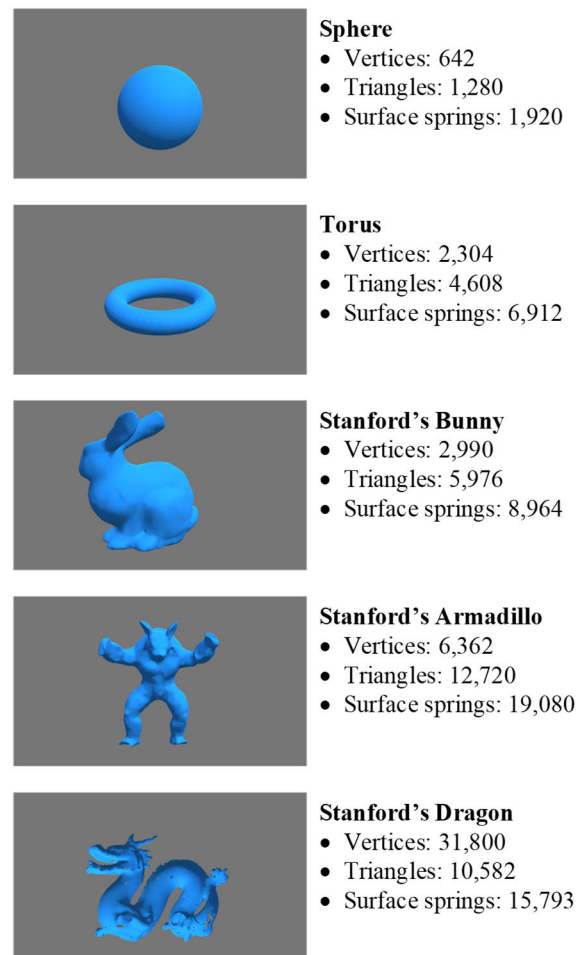 Sphere
• Vertices: 642
• Triangles: 1,280
• Surface springs: 1,920
Torus
• Vertices: 2,304
• Triangles: 4,608
• Surface springs: 6,912
Stanford’s Bunny
• Vertices: 2,990
• Triangles: 5,976
• Surface springs: 8,964
Stanford’s Armadillo
• Vertices: 6,362
• Triangles: 12,720
• Surface springs: 19,080
Stanford’s Dragon
• Vertices: 31,800
• Triangles: 10,582
• Surface springs: 15,793